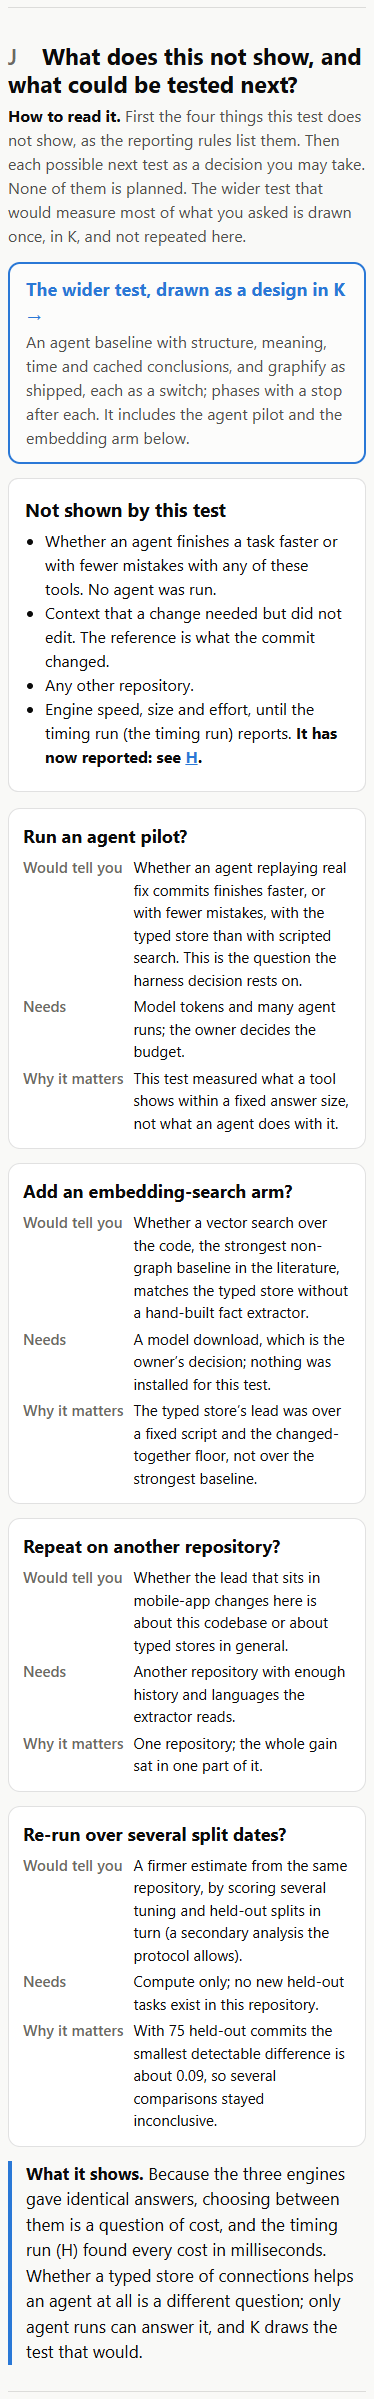 J What does this not show, and
what could be tested next?
How to read it. First the four things this test does
not show, as the reporting rules list them. Then
each possible next test as a decision you may take.
None of them is planned. The wider test that
would measure most of what you asked is drawn
once, in K, and not repeated here.
The wider test, drawn as a design in K
→
An agent baseline with structure, meaning,
time and cached conclusions, and graphify as
shipped, each as a switch; phases with a stop
after each. It includes the agent pilot and the
embedding arm below.
Not shown by this test
• Whether an agent finishes a task faster or
with fewer mistakes with any of these
tools. No agent was run.
• Context that a change needed but did not
edit. The reference is what the commit
changed.
• Any other repository.
• Engine speed, size and effort, until the
timing run (the timing run) reports. It has
now reported: see H.
Run an agent pilot?
Would tell you Whether an agent replaying real
fix commits finishes faster, or
with fewer mistakes, with the
typed store than with scripted
search. This is the question the
harness decision rests on.
Needs Model tokens and many agent
runs; the owner decides the
budget.
Why it matters This test measured what a tool
shows within a fixed answer size,
not what an agent does with it.
Add an embedding-search arm?
Would tell you Whether a vector search over
the code, the strongest non-
graph baseline in the literature,
matches the typed store without
a hand-built fact extractor.
Needs A model download, which is the
owner's decision; nothing was
installed for this test.
Why it matters The typed store's lead was over
a fixed script and the changed-
together floor, not over the
strongest baseline.
Repeat on another repository?
Would tell you Whether the lead that sits in
mobile-app changes here is
about this codebase or about
typed stores in general.
Needs Another repository with enough
history and languages the
extractor reads.
Why it matters One repository; the whole gain
sat in one part of it.
Re-run over several split dates?
Would tell you A firmer estimate from the same
repository, by scoring several
tuning and held-out splits in
turn (a secondary analysis the
protocol allows).
Needs Compute only; no new held-out
tasks exist in this repository.
Why it matters With 75 held-out commits the
smallest detectable difference is
about 0.09, so several
comparisons stayed
inconclusive.
What it shows. Because the three engines
gave identical answers, choosing between
them is a question of cost, and the timing
run (H) found every cost in milliseconds.
Whether a typed store of connections helps
an agent at all is a different question; only
agent runs can answer it, and K draws the
test that would.